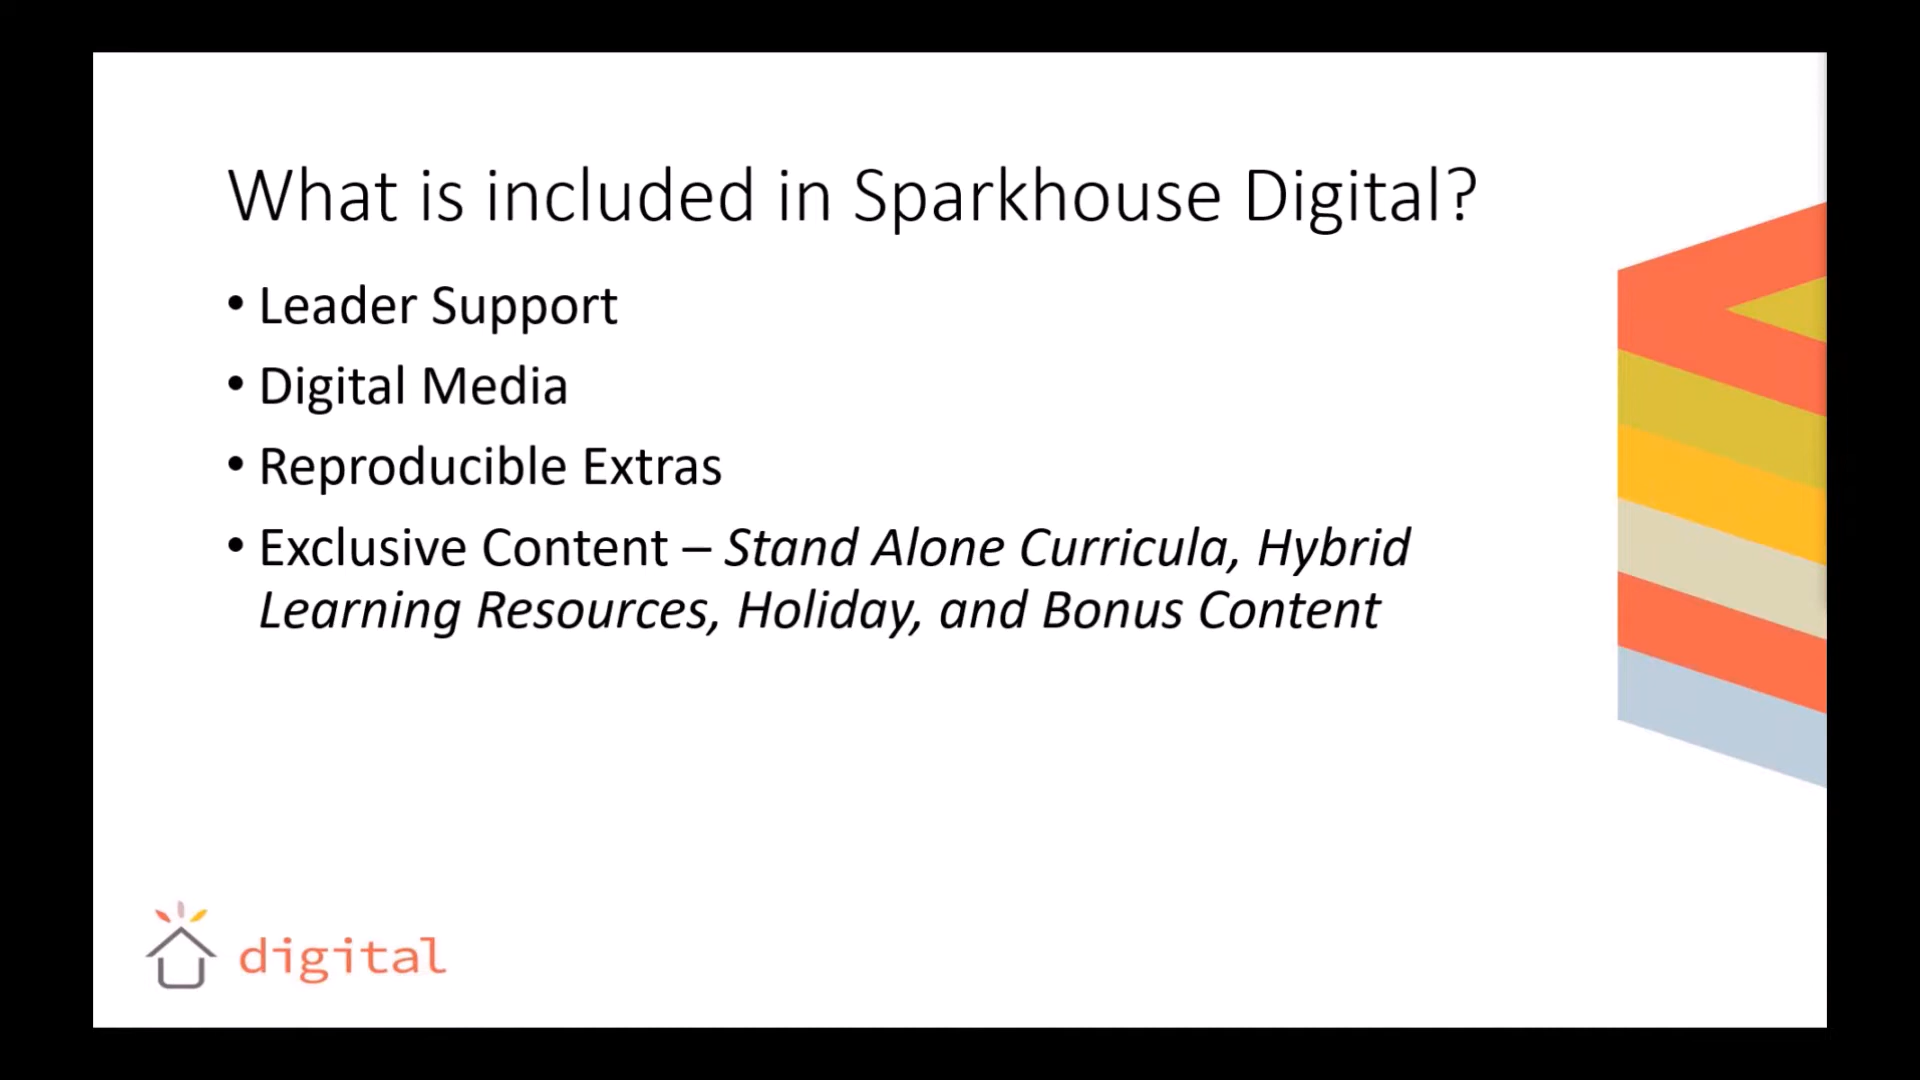 What is included in Sparkhouse Digital?
• Leader Support
• Digital Media
• Reproducible Extras
• Exclusive Content – Stand Alone Curricula, Hybrid
Learning Resources, Holiday, and Bonus Content
digital